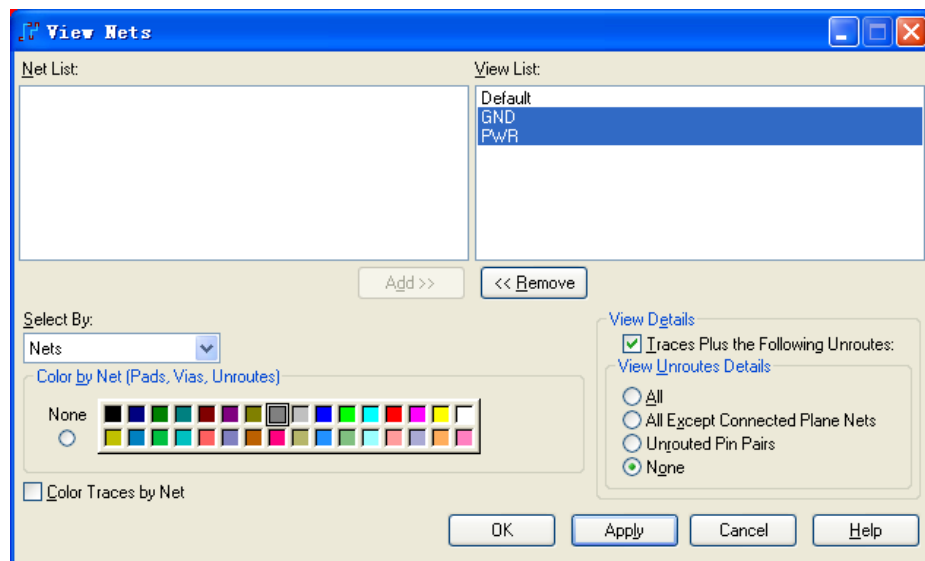 View Nets
Net List:
View List:
Default
GND
PWR
Add >>
<< Remove
Select By:
Nets
Color by Net (Pads, Vias, Unroutes)
None
View Details
Traces Plus the Following Unroutes:
View Unroutes Details
All
All Except Connected Plane Nets
Unrouted Pin Pairs
None
Color Traces by Net
OK
Apply
Cancel
Help